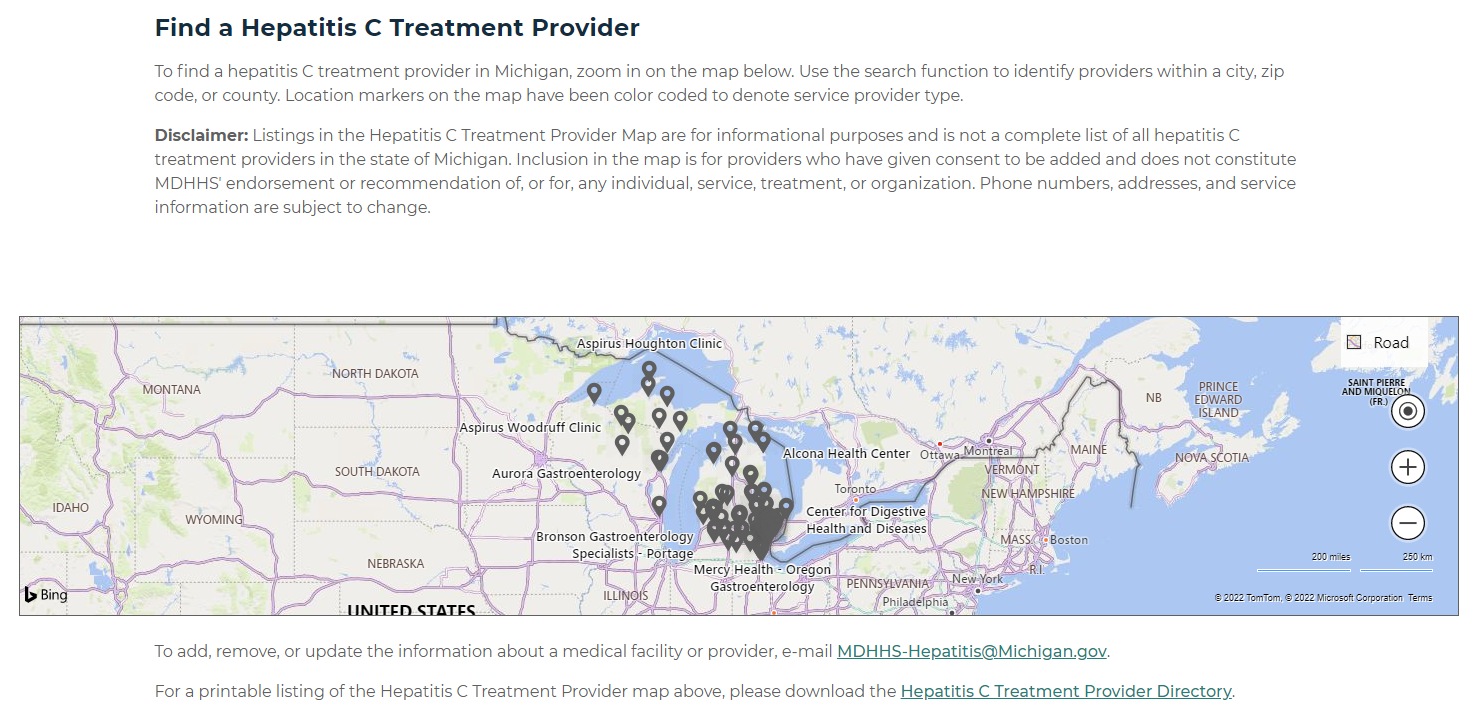 Find a Hepatitis C Treatment Provider
To find a hepatitis C treatment provider in Michigan, zoom in on the map below. Use the search function to identify providers within a city, zip
code, or county. Location markers on the map have been color coded to denote service provider type.
Disclaimer: Listings in the Hepatitis C Treatment Provider Map are for informational purposes and is not a complete list of all hepatitis C
treatment providers in the state of Michigan. Inclusion in the map is for providers who have given consent to be added and does not constitute
MDHHS' endorsement or recommendation of, or for, any individual, service, treatment, or organization. Phone numbers, addresses, and service
information are subject to change.
Road
Aspirus Houghton Clinic
NORTH DAKOTA
MONTANA
SAINT PIERRE
AND MIQUELON
(FR.)
PRINCE
EDWARD
ISLAND
NB
Aspirus Woodruff Clinic
Alcona Health Center
Ottawa
Montreal
MAINE
NOVA SCOTIA
SOUTH DAKOTA
Aurora Gastroenterology
VERMONT
Toronto
NEW HAMPSHIRE
IDAHO
WYOMING
Center for Digestive
Health and Diseases
Bronson Gastroenterology
Specialists - Portage
MASS.
Boston
200 miles
250 km
NEBRASKA
Mercy Health - Oregon
Gastroenterology
R.I.
PENNSYLVANIA
New York
Bing
ILLINOIS
Philadelphia
© 2022 TomTom, © 2022 Microsoft Corporation Terms
UNITED STATES
To add, remove, or update the information about a medical facility or provider, e-mail MDHHS-Hepatitis@Michigan.gov.
For a printable listing of the Hepatitis C Treatment Provider map above, please download the Hepatitis C Treatment Provider Directory.